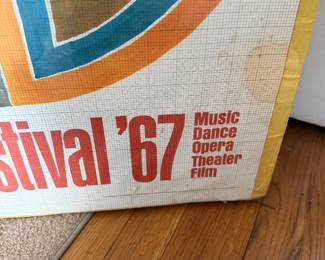 stival '67
Music
Dance
Opera
Theater
Film